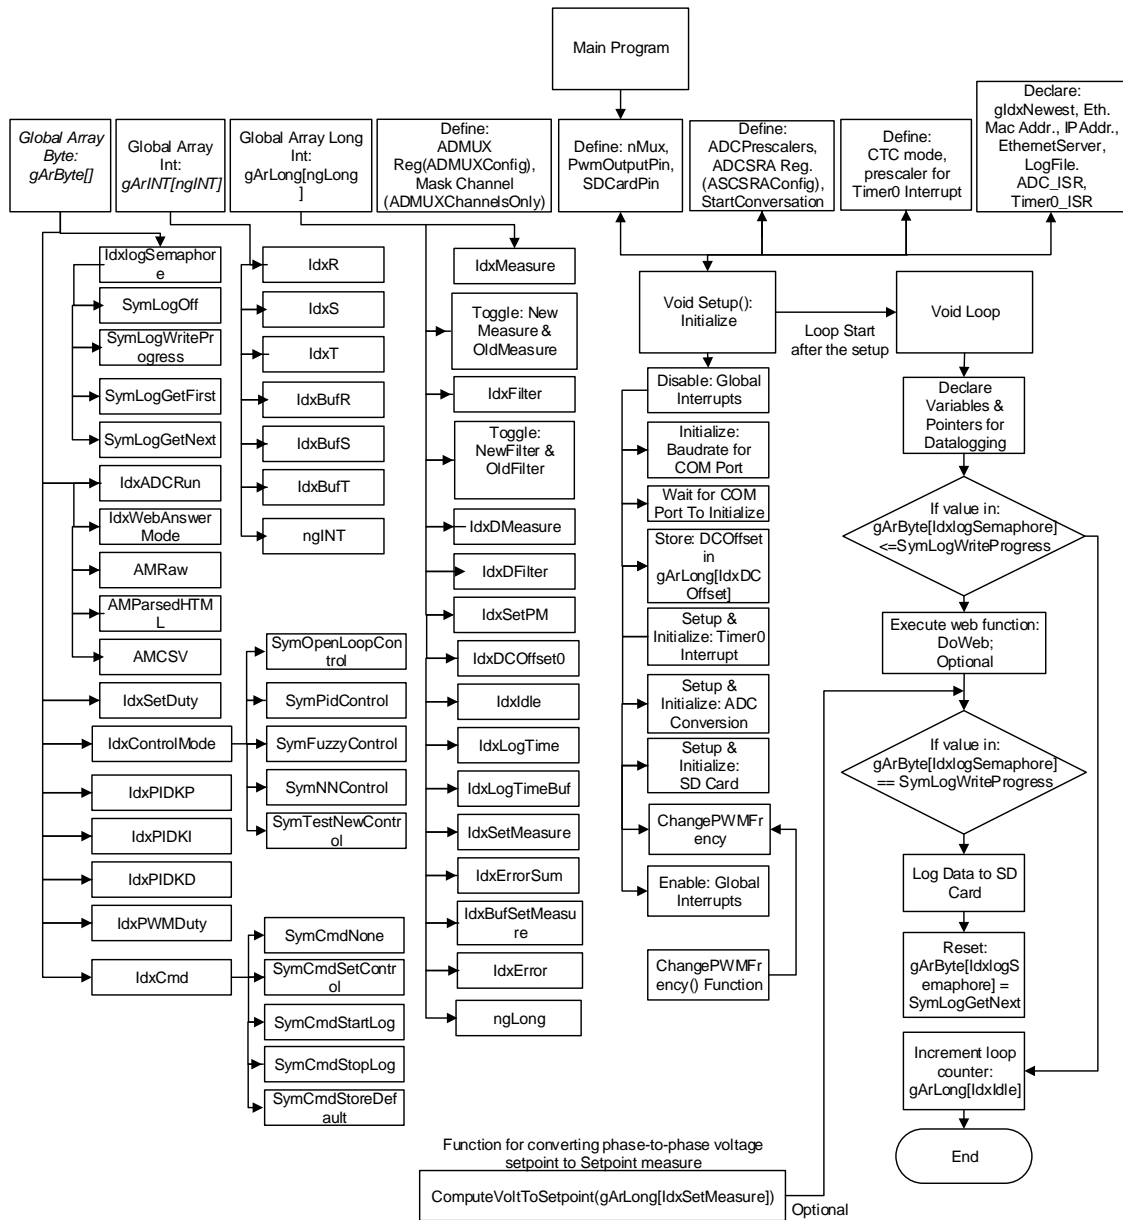 Main Program
Global Array
Byte:
gArByte[]
Global Array
Int:
gArINT[ngINT]
Global Array Long
Int:
gArLong[ngLong
]
Define:
ADMUX
Reg(ADMUXConfig),
Mask Channel
(ADMUXChannelsOnly)
Define: nMux,
PwmOutputPin,
SDCardPin
Define:
ADCPrescalers,
ADCSRA Reg.
(ASCSRAConfig),
StartConversation
Define:
CTC mode,
prescaler for
Timer0 Interrupt
Declare:
gIdxNewest, Eth.
Mac Addr., IPAddr.,
EthernetServer,
LogFile.
ADC_ISR,
Timer0_ISR
IdxlogSemaphor
e
SymLogOff
SymLogWritePr
ogress
SymLogGetFirst
SymLogGetNext
IdxADCRun
IdxWebAnswer
Mode
AMRaw
AMParsedHTM
L
AMCSV
IdxSetDuty
IdxControlMode
IdxPIDKP
IdxPIDKI
IdxPIDKD
IdxPWMDuty
IdxCmd
IdxR
IdxS
IdxT
IdxBufR
IdxBufS
IdxBufT
ngINT
SymOpenLoopCo
ntrol
SymPidControl
SymFuzzyControl
SymNNControl
SymTestNewCont
rol
SymCmdNone
SymCmdSetCont
rol
SymCmdStartLog
SymCmdStopLog
SymCmdStoreDef
ault
IdxMeasure
Toggle: New
Measure &
OldMeasure
IdxFilter
Toggle:
NewFilter &
OldFilter
IdxDMeasure
IdxDFilter
IdxSetPM
IdxDCOffset0
IdxIdle
IdxLogTime
IdxLogTimeBuf
IdxSetMeasure
IdxErrorSum
IdxBufSetMeasu
re
IdxError
ngLong
Void Setup():
Initialize
Loop Start
after the setup
Void Loop
Disable: Global
Interrupts
Initialize:
Baudrate for
COM Port
Wait for COM
Port To Initialize
Store: DCOffset
in
gArLong[IdxDC
Offset]
Setup &
Initialize: Timer0
Interrupt
Setup &
Initialize: ADC
Conversion
Setup &
Initialize:
SD Card
ChangePWMFr
ency
Enable: Global
Interrupts
ChangePWMFr
ency() Function
Declare
Variables &
Pointers for
Datalogging
If value in:
gArByte[IdxlogSemaphore]
<=SymLogWriteProgress
Execute web function:
DoWeb;
Optional
If value in:
gArByte[IdxlogSemaphore]
== SymLogWriteProgress
Log Data to SD
Card
Reset:
gArByte[IdxlogS
emaphore] =
SymLogGetNext
Increment loop
counter:
gArLong[IdxIdle]
End
Function for converting phase-to-phase voltage
setpoint to Setpoint measure
ComputeVoltToSetpoint(gArLong[IdxSetMeasure])
Optional